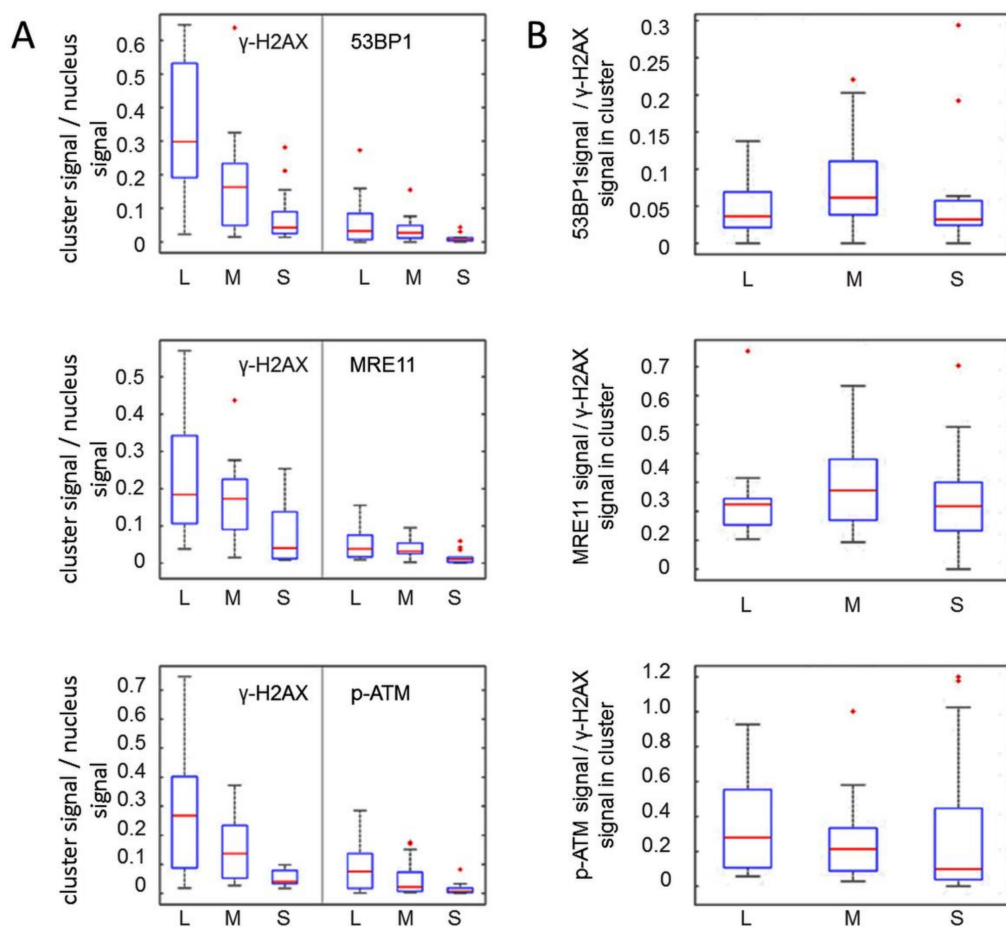 A
cluster signal / nucleus
signal
γ-H2AX
53BP1
0.6
0.5
0.4
0.3
0.2
0.1
0
L M S L M S
B
53BP1signal / γ-H2AX
signal in cluster
0.3
0.25
0.2
0.15
0.1
0.05
0
L M S
cluster signal / nucleus
signal
γ-H2AX
MRE11
0.5
0.4
0.3
0.2
0.1
0
L M S L M S
MRE11 signal / γ-H2AX
signal in cluster
0.7
0.6
0.5
0.4
0.3
0.2
0
L M S
cluster signal / nucleus
signal
γ-H2AX
p-ATM
0.7
0.6
0.5
0.4
0.3
0.2
0.1
0
L M S L M S
p-ATM signal / γ-H2AX
signal in cluster
1.2
1.0
0.8
0.6
0.4
0.2
0
L M S